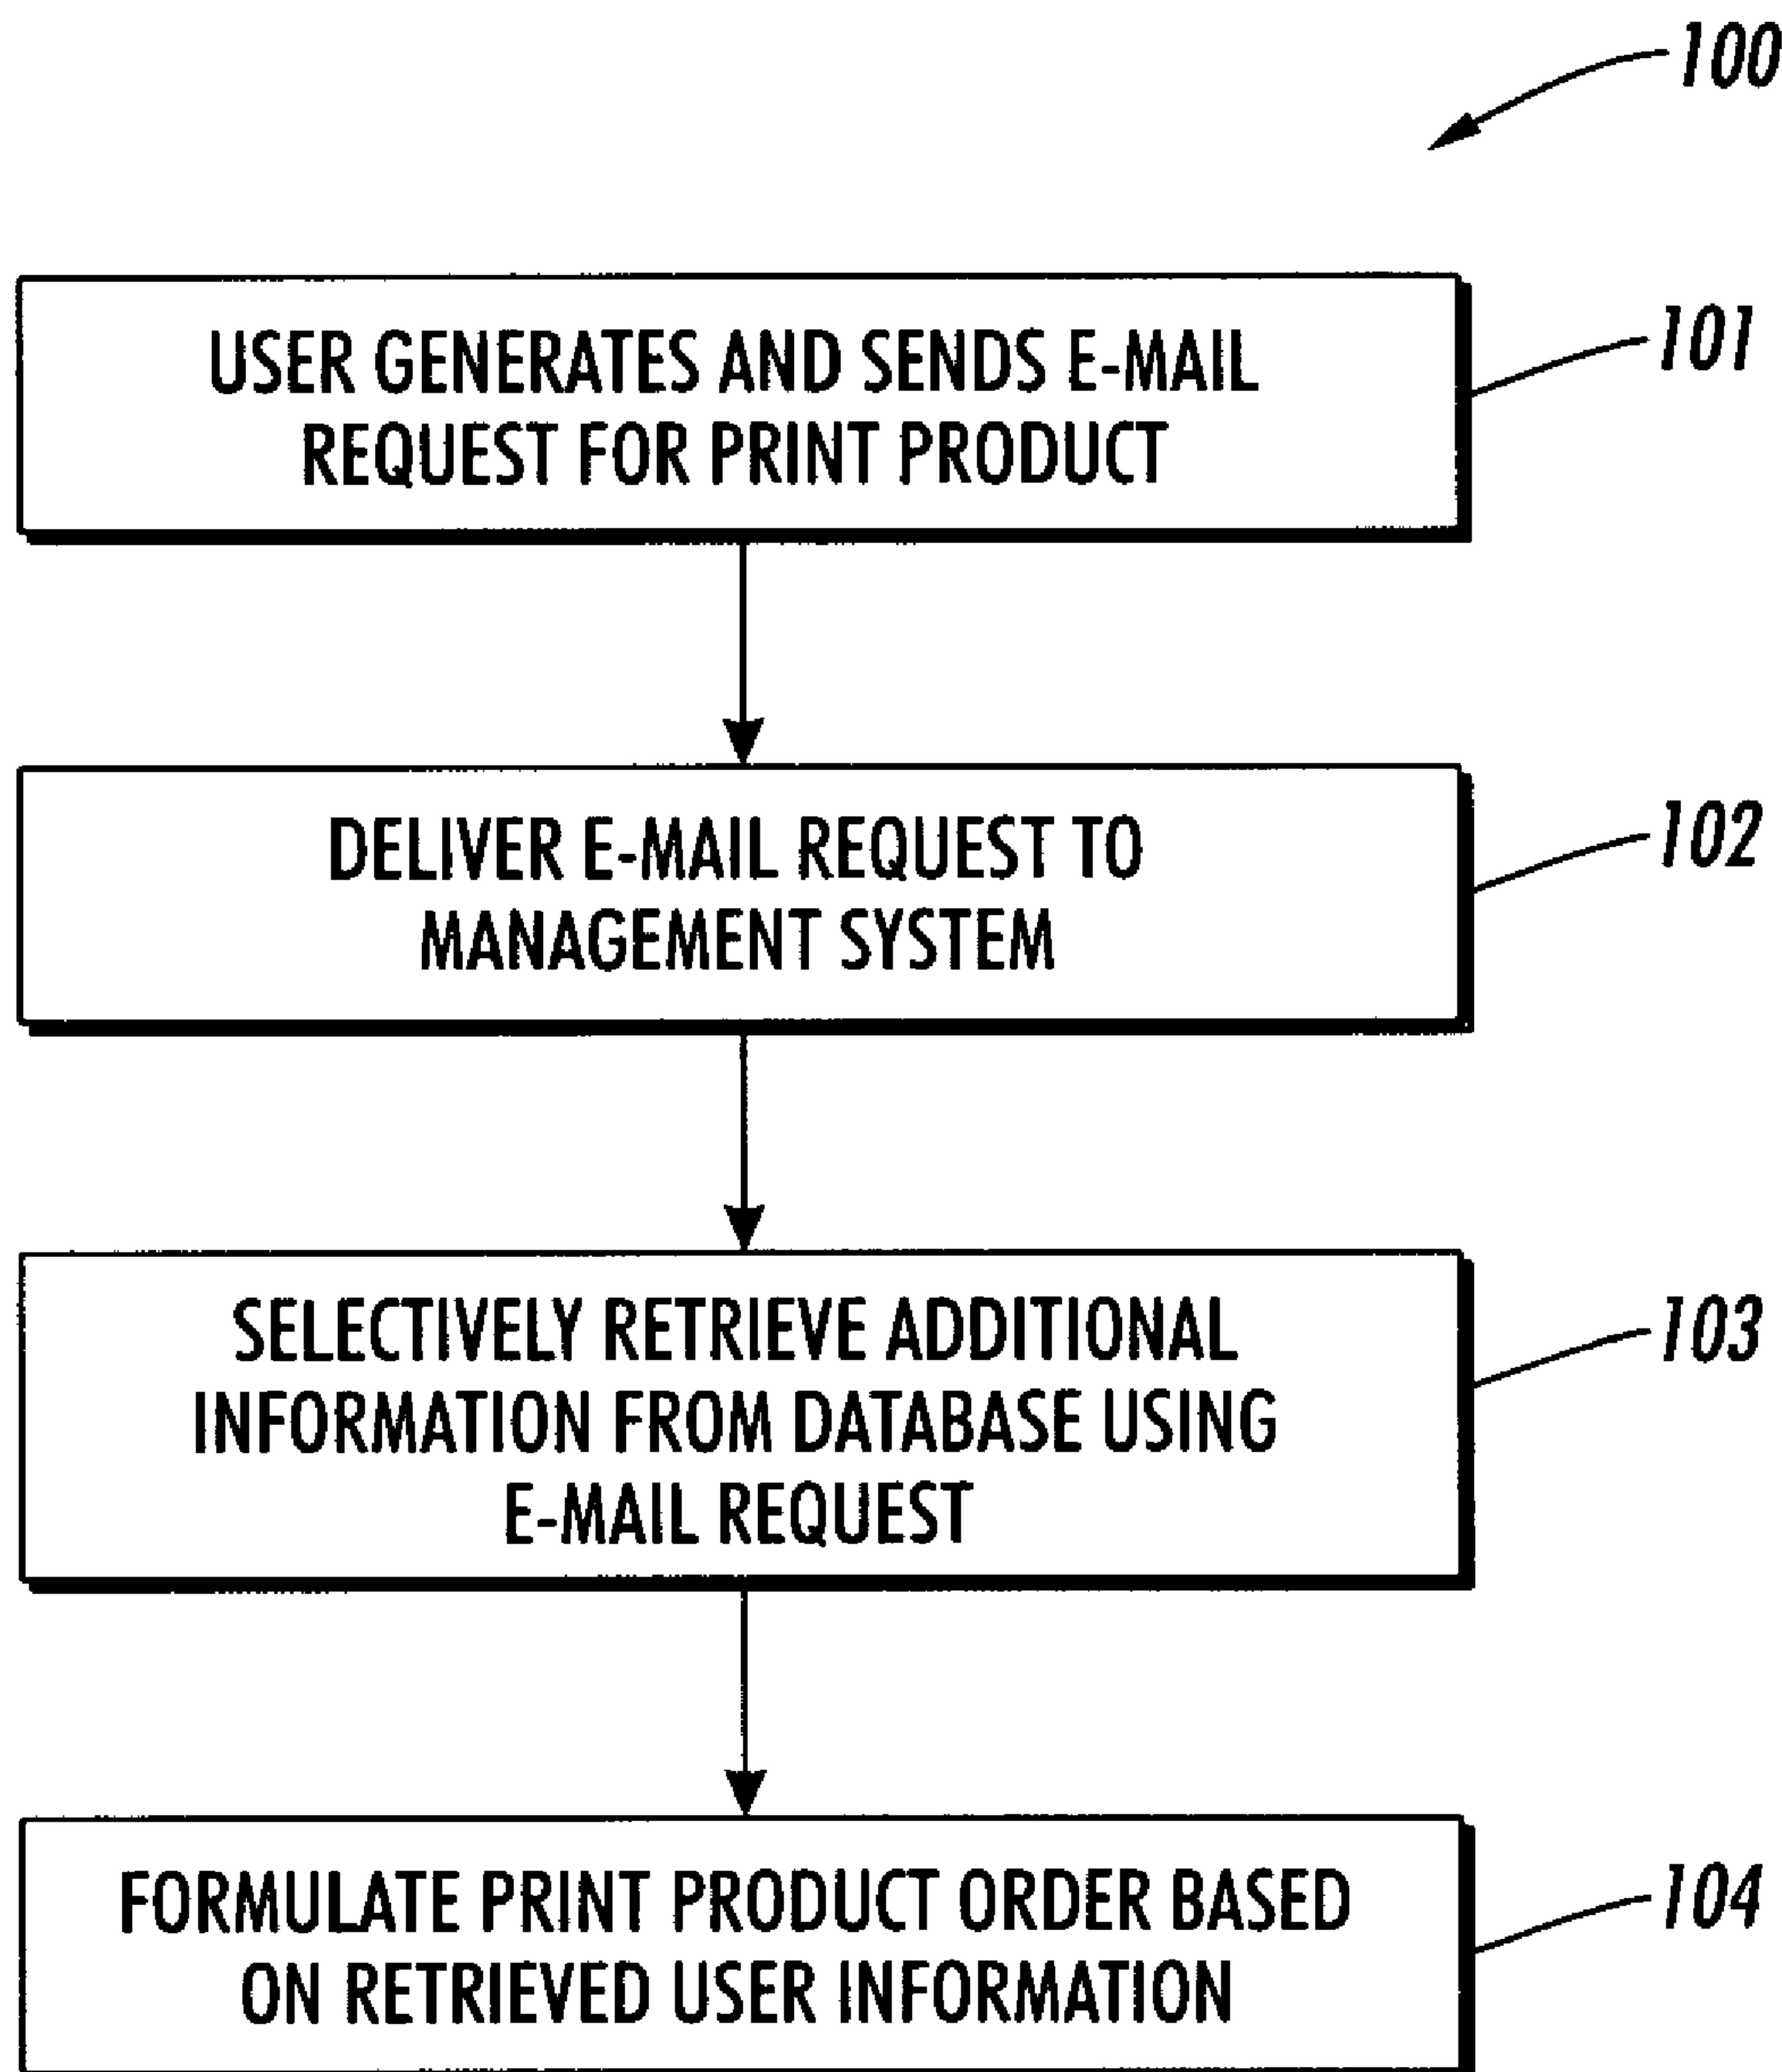 100
USER GENERATES AND SENDS E-MAIL
REQUEST FOR PRINT PRODUCT
101
DELIVER E-MAIL REQUEST TO
MANAGEMENT SYSTEM
102
SELECTIVELY RETRIEVE ADDITIONAL
INFORMATION FROM DATABASE USING
E-MAIL REQUEST
103
FORMULATE PRINT PRODUCT ORDER BASED
ON RETRIEVED USER INFORMATION
104